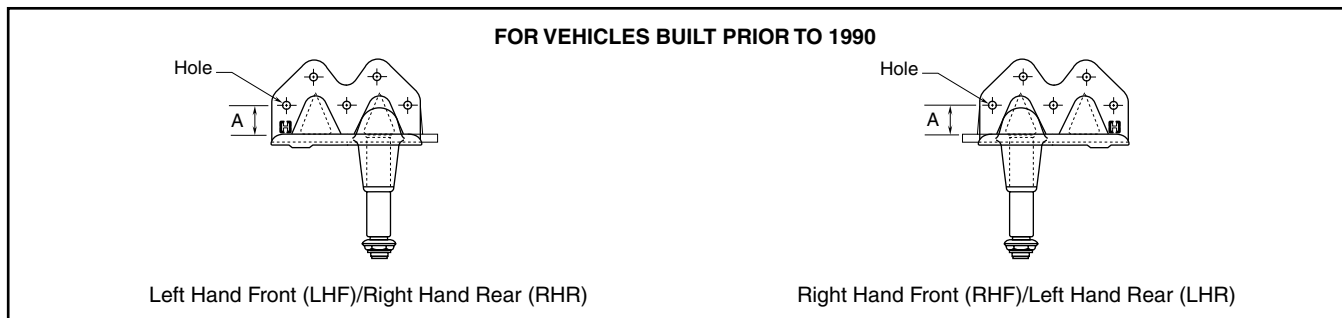 FOR VEHICLES BUILT PRIOR TO 1990
Hole
A
Hole
A
Left Hand Front (LHF)/Right Hand Rear (RHR)
Right Hand Front (RHF)/Left Hand Rear (LHR)